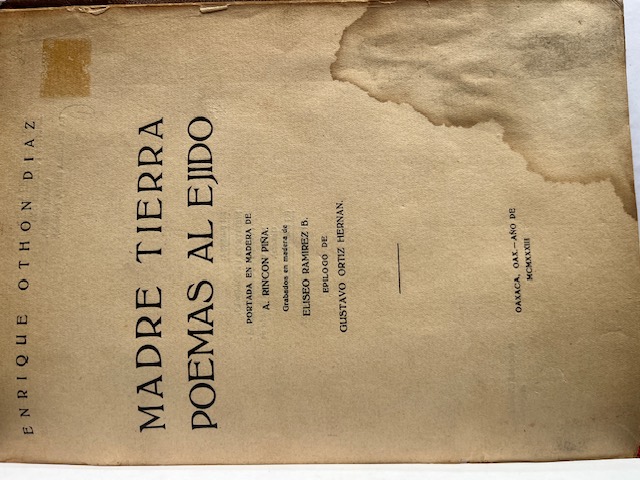 ENRIQUE OTHON DIAZ
MADRE TIERRA
POEMAS AL EJIDO
PORTADA EN MADERA DE
A. RINCON PIÑA.
Grabados en madera de
ELISEO RAMIREZ B.
EPILOGO DE
GUSTAVO ORTIZ HERNAN.
OAXACA, OAX.—AÑO DE
MCMXXXIII